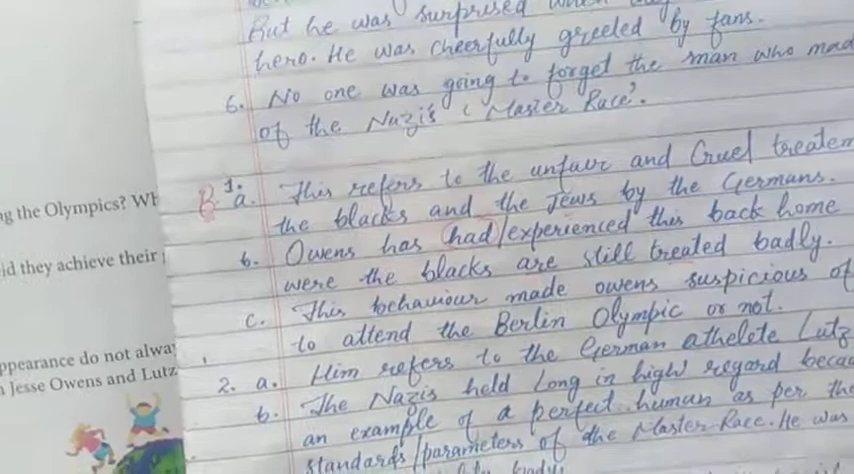 But he was surprised when
hero. He was cheerfully greeled by fans.
6. No one was going to forget the man who mad
of the Nazi's 'Master Race'.
B 1. a. This refers to the unfair and Cruel treatem
the blacks and the Jews by the Germans.
b. Owens has had/experienced this back home
were the blacks are still treated badly.
c. This behaviour made owens suspicious of
to attend the Berlin Olympic or not.
2. a. Him refers to the German athelete Lutz
b. The Nazis held Long in high regard becau
an example of a perfect human as per the
standards/parameters of the Master Race. He was
ng the Olympics? Wh
id they achieve their
ppearance do not alwa
n Jesse Owens and Lutz